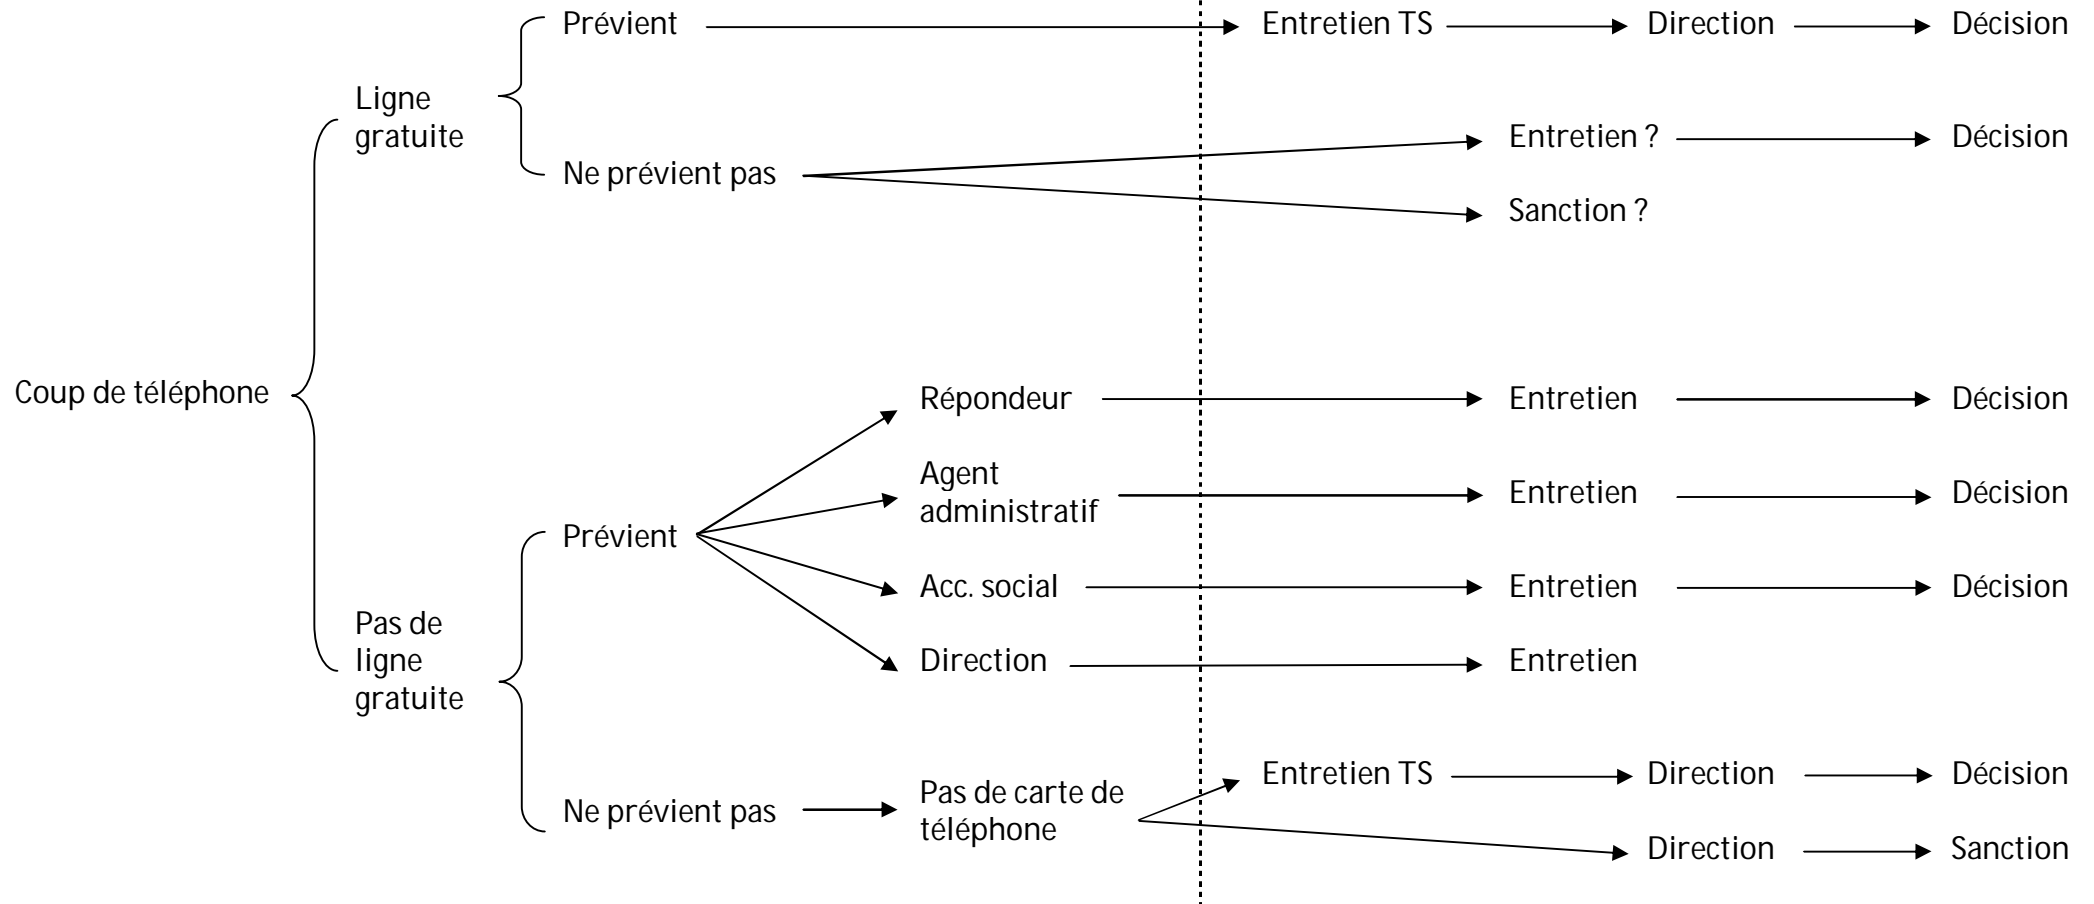 Prévient Entretien TS Direction Décision
Ligne
gratuite
Entretien ? Décision
Ne prévient pas
Sanction ?
Coup de téléphone
Répondeur Entretien Décision
Agent
administratif
Entretien Décision
Prévient
Acc. social Entretien Décision
Pas de
ligne
gratuite
Direction Entretien
Entretien TS Direction Décision
Ne prévient pas
Pas de carte de
téléphone
Direction Sanction